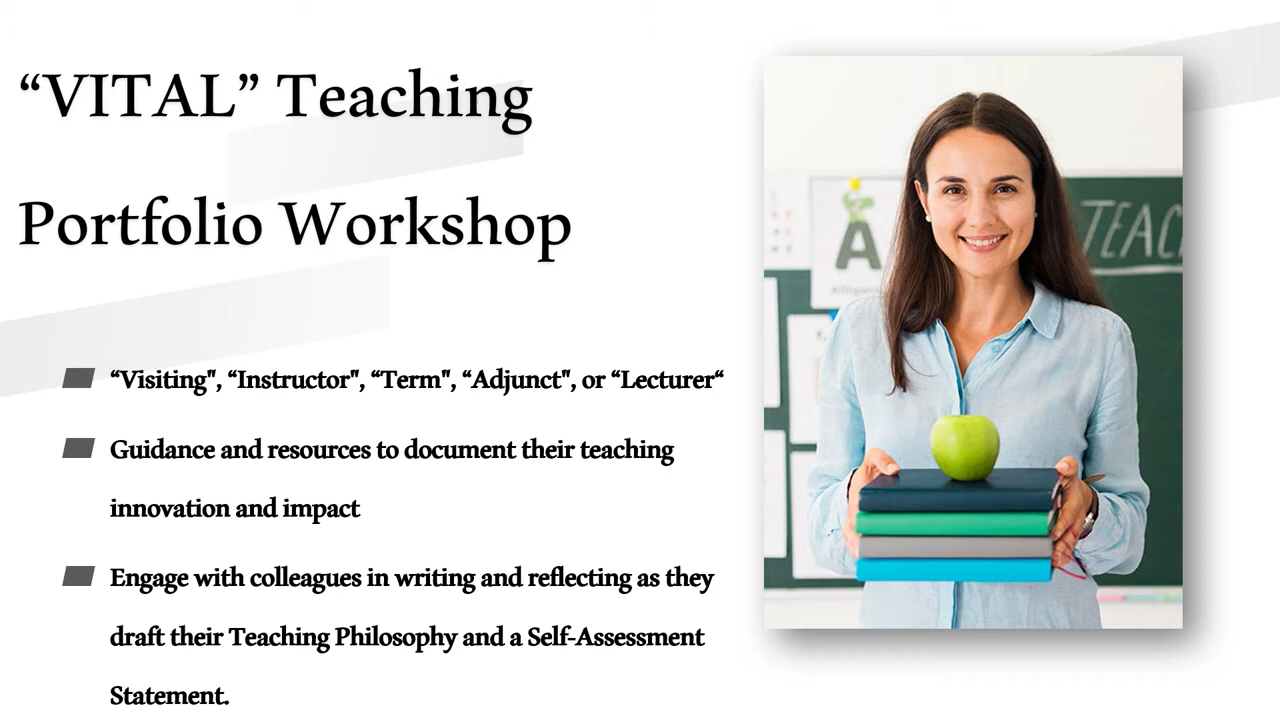 “VITAL” Teaching
Portfolio Workshop
“Visiting", “Instructor", “Term", “Adjunct", or “Lecturer“
Guidance and resources to document their teaching
innovation and impact
Engage with colleagues in writing and reflecting as they
draft their Teaching Philosophy and a Self-Assessment
Statement.
A
TEAC